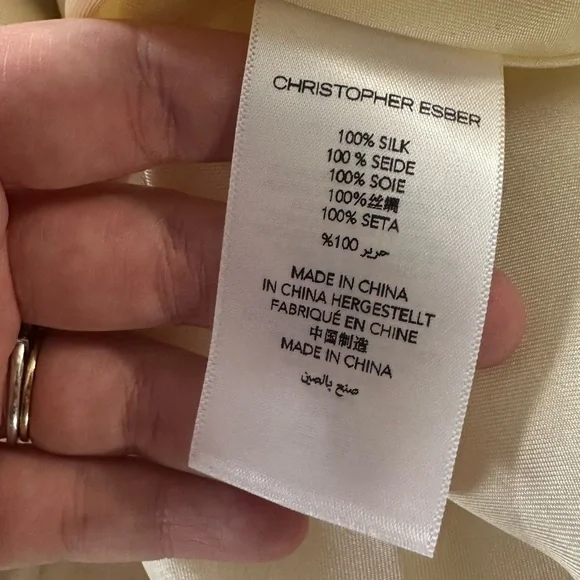 CHRISTOPHER ESBER
100% SILK
100 % SEIDE
100% SOIE
100%丝绸
100% SETA
%100 حرير
MADE IN CHINA
IN CHINA HERGESTELLT
FABRIQUÉ EN CHINE
中国制造
MADE IN CHINA
صنع بالصين